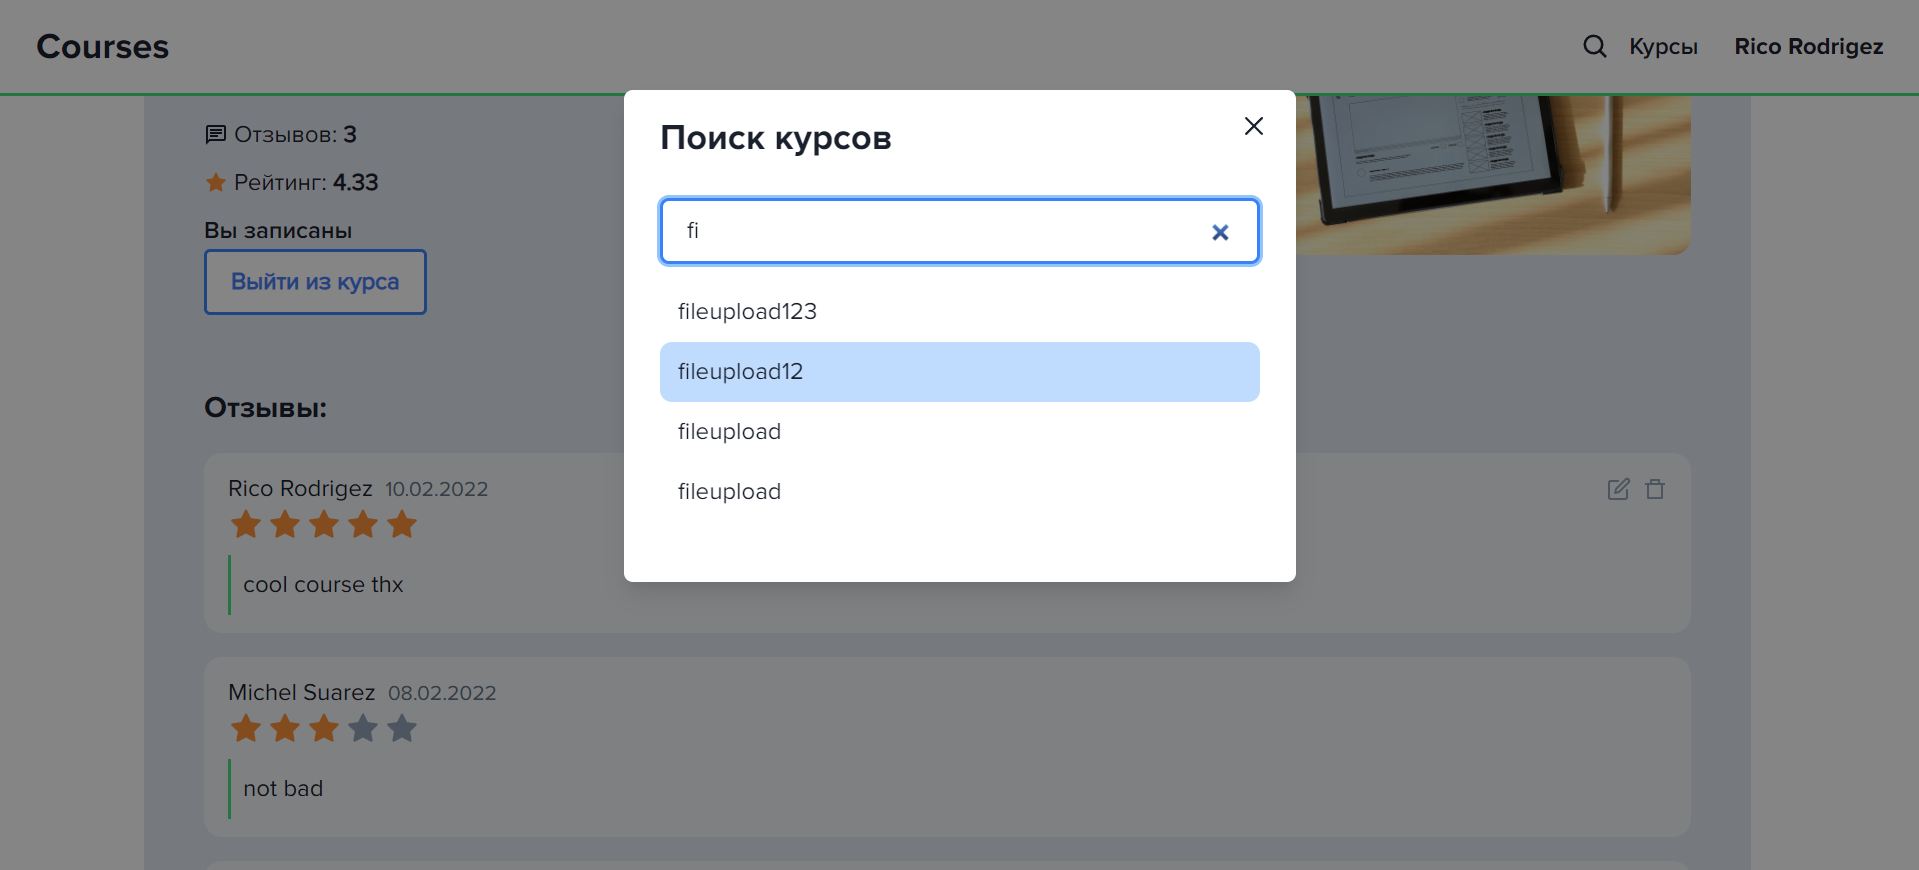 Courses
Курсы
Rico Rodrigez
Отзывов: 3
Рейтинг: 4.33
Вы записаны
Выйти из курса
Поиск курсов
fi
fileupload123
fileupload12
fileupload
fileupload
Отзывы:
Rico Rodrigez 10.02.2022
cool course thx
Michel Suarez 08.02.2022
not bad